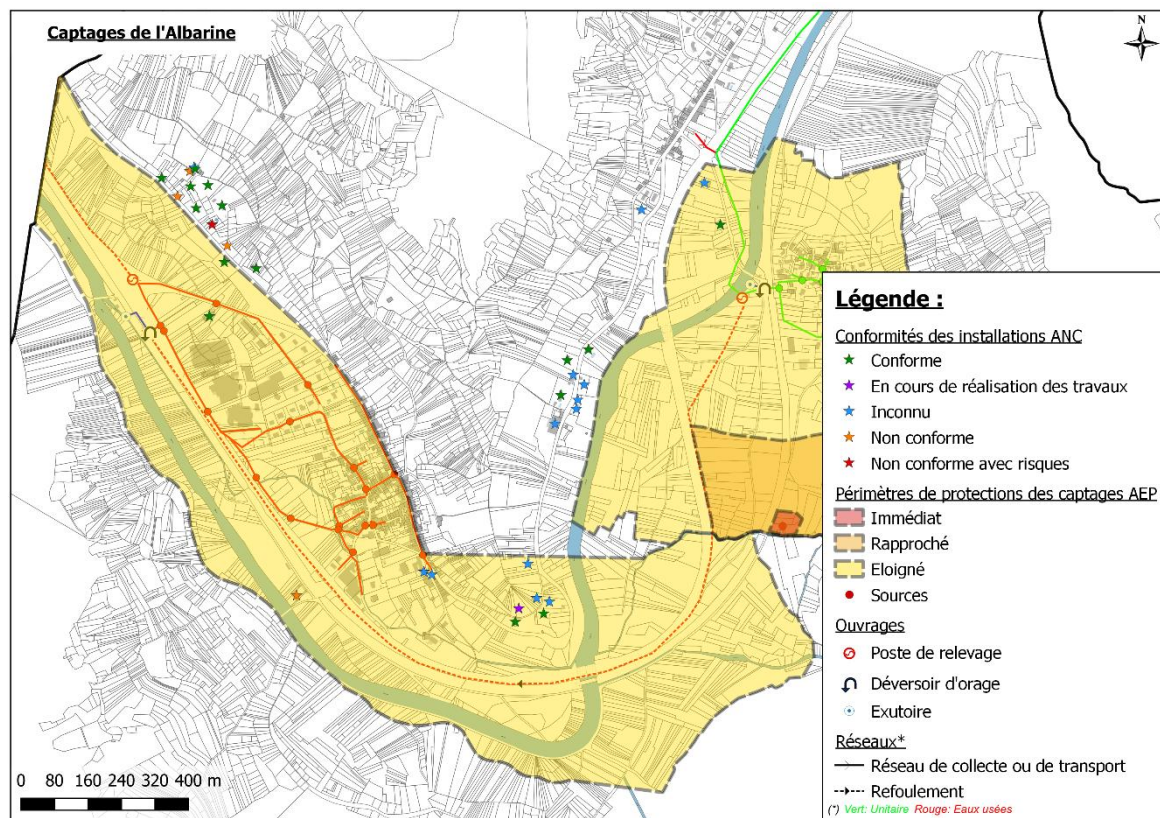 Captages de l'Albarine
N
Légende :
Conformités des installations ANC
Conforme
En cours de réalisation des travaux
Inconnu
Non conforme
Non conforme avec risques
Périmètres de protections des captages AEP
Immédiat
Rapproché
Eloigné
Sources
Ouvrages
Poste de relevage
Déversoir d'orage
Exutoire
Réseaux*
Réseau de collecte ou de transport
Refoulement
(*) Vert: Unitaire Rouge: Eaux usées
0 80 160 240 320 400 m